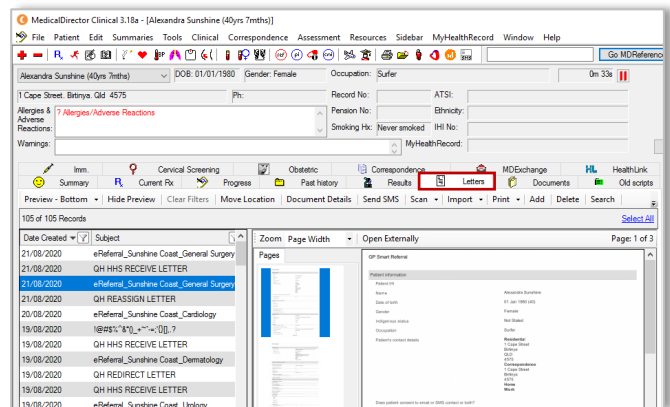 MedicalDirector Clinical 3.18a - [Alexandra Sunshine (40yrs 7mths)]
File Patient Edit Summaries Tools Clinical Correspondence Assessment Resources Sidebar MyHealthRecord Window Help
Go MDReference
Alexandra Sunshine (40yrs 7mths) DOB: 01/01/1980 Gender: Female Occupation: Surfer 0m 33s
1 Cape Street. Birtinya. Qld 4575 Ph: Record No: ATSI:
Allergies & Adverse Reactions: ? Allergies/Adverse Reactions Pension No: Ethnicity:
Smoking Hx: Never smoked IHI No:
Warnings: MyHealthRecord:
Imm. Cervical Screening Obstetric Correspondence MDExchange HL HealthLink
Summary Rx Current Rx Progress Past history Results Letters Documents Old scripts
Preview - Bottom Hide Preview Clear Filters Move Location Document Details Send SMS Scan Import Print Add Delete Search
105 of 105 Records Select All
Date Created Subject Zoom Page Width Open Externally Page: 1 of 3
Pages
21/08/2020 eReferral_Sunshine Coast_General Surgery
21/08/2020 QH HHS RECEIVE LETTER
21/08/2020 eReferral_Sunshine Coast_General Surgery
21/08/2020 QH REASSIGN LETTER
20/08/2020 eReferral_Sunshine Coast_Cardiology
19/08/2020
19/08/2020 eReferral_Sunshine Coast_Dermatology
19/08/2020 QH REDIRECT LETTER
19/08/2020 QH HHS RECEIVE LETTER
19/08/2020 eReferral_Sunshine Coast_Urology
GP Smart Referral
Patient information
Patient
Name Alexandra Sunshine
Date of birth 01 Jan 1980 (40)
Gender Female
Indigenous status Not Stated
Occupation Surfer
Patient's contact details Residential:
1 Cape Street
Birtinya
QLD
4575
Correspondence
1 Cape Street
Birtinya
4575
Home
Work
Does patient consent to email or SMS contact or both?